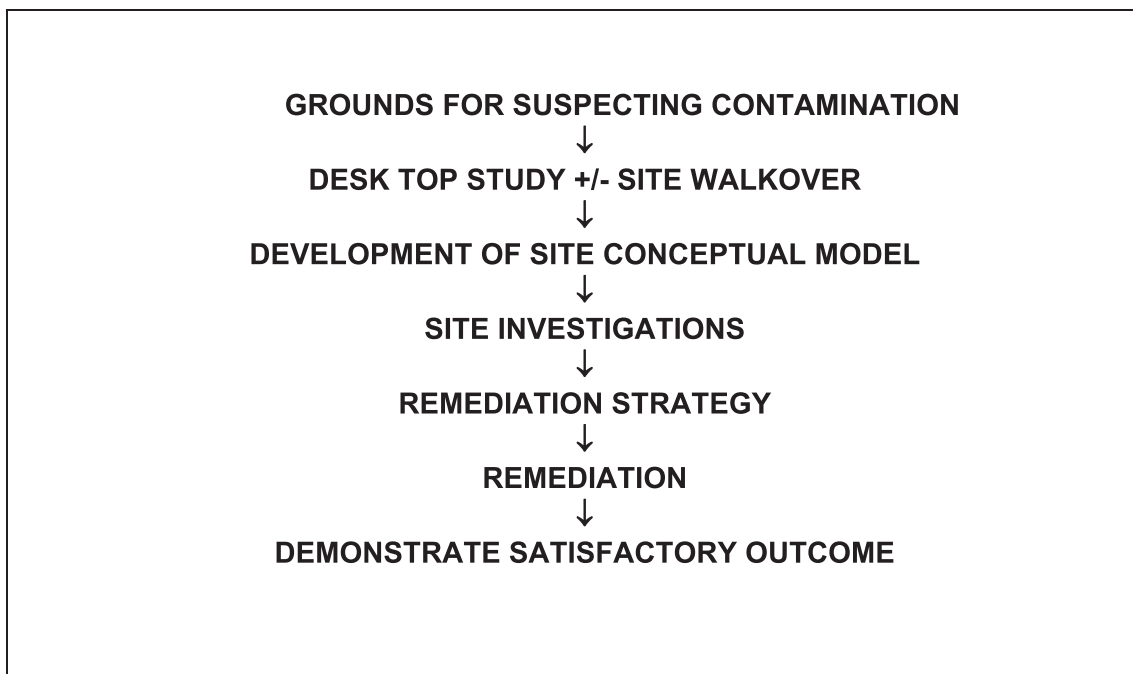 GROUNDS FOR SUSPECTING CONTAMINATION
↓
DESK TOP STUDY +/- SITE WALKOVER
↓
DEVELOPMENT OF SITE CONCEPTUAL MODEL
↓
SITE INVESTIGATIONS
↓
REMEDIATION STRATEGY
↓
REMEDIATION
↓
DEMONSTRATE SATISFACTORY OUTCOME